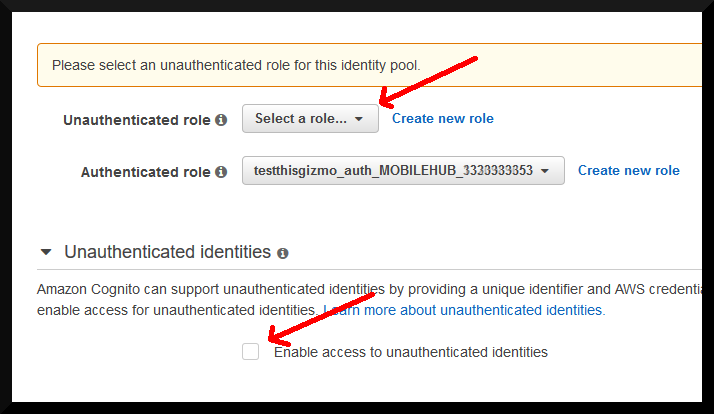 Please select an unauthenticated role for this identity pool.
Unauthenticated role Select a role... Create new role
Authenticated role testthisgizmo_auth_MOBILEHUB_ Create new role
Unauthenticated identities
Amazon Cognito can support unauthenticated identities by providing a unique identifier and AWS credentia
enable access for unauthenticated identities. Learn more about unauthenticated identities.
Enable access to unauthenticated identities